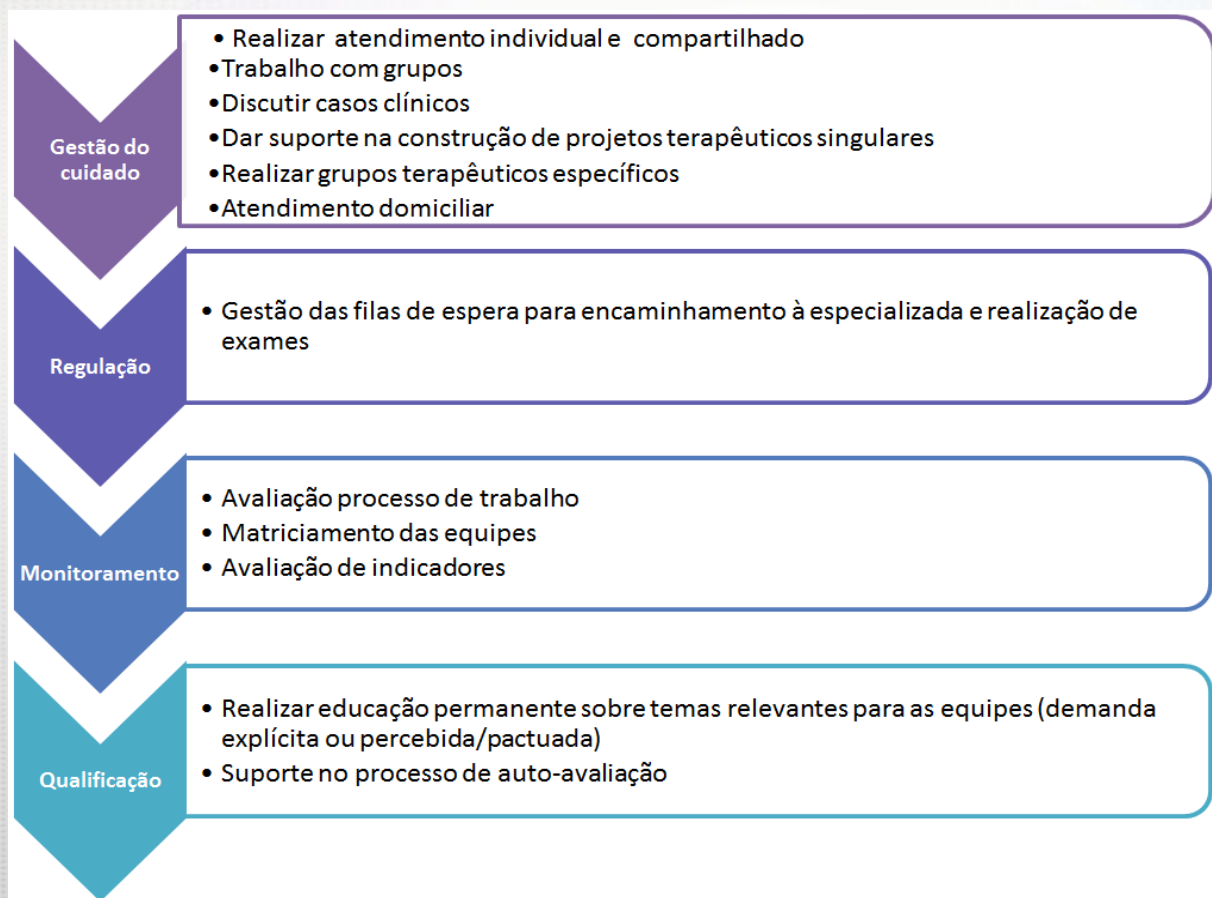 Gestão do
cuidado
• Realizar atendimento individual e compartilhado
•Trabalho com grupos
•Discutir casos clínicos
•Dar suporte na construção de projetos terapêuticos singulares
•Realizar grupos terapêuticos específicos
•Atendimento domiciliar
Regulação
• Gestão das filas de espera para encaminhamento à especializada e realização de
exames
Monitoramento
• Avaliação processo de trabalho
• Matriciamento das equipes
• Avaliação de indicadores
Qualificação
• Realizar educação permanente sobre temas relevantes para as equipes (demanda
explícita ou percebida/pactuada)
• Suporte no processo de auto-avaliação